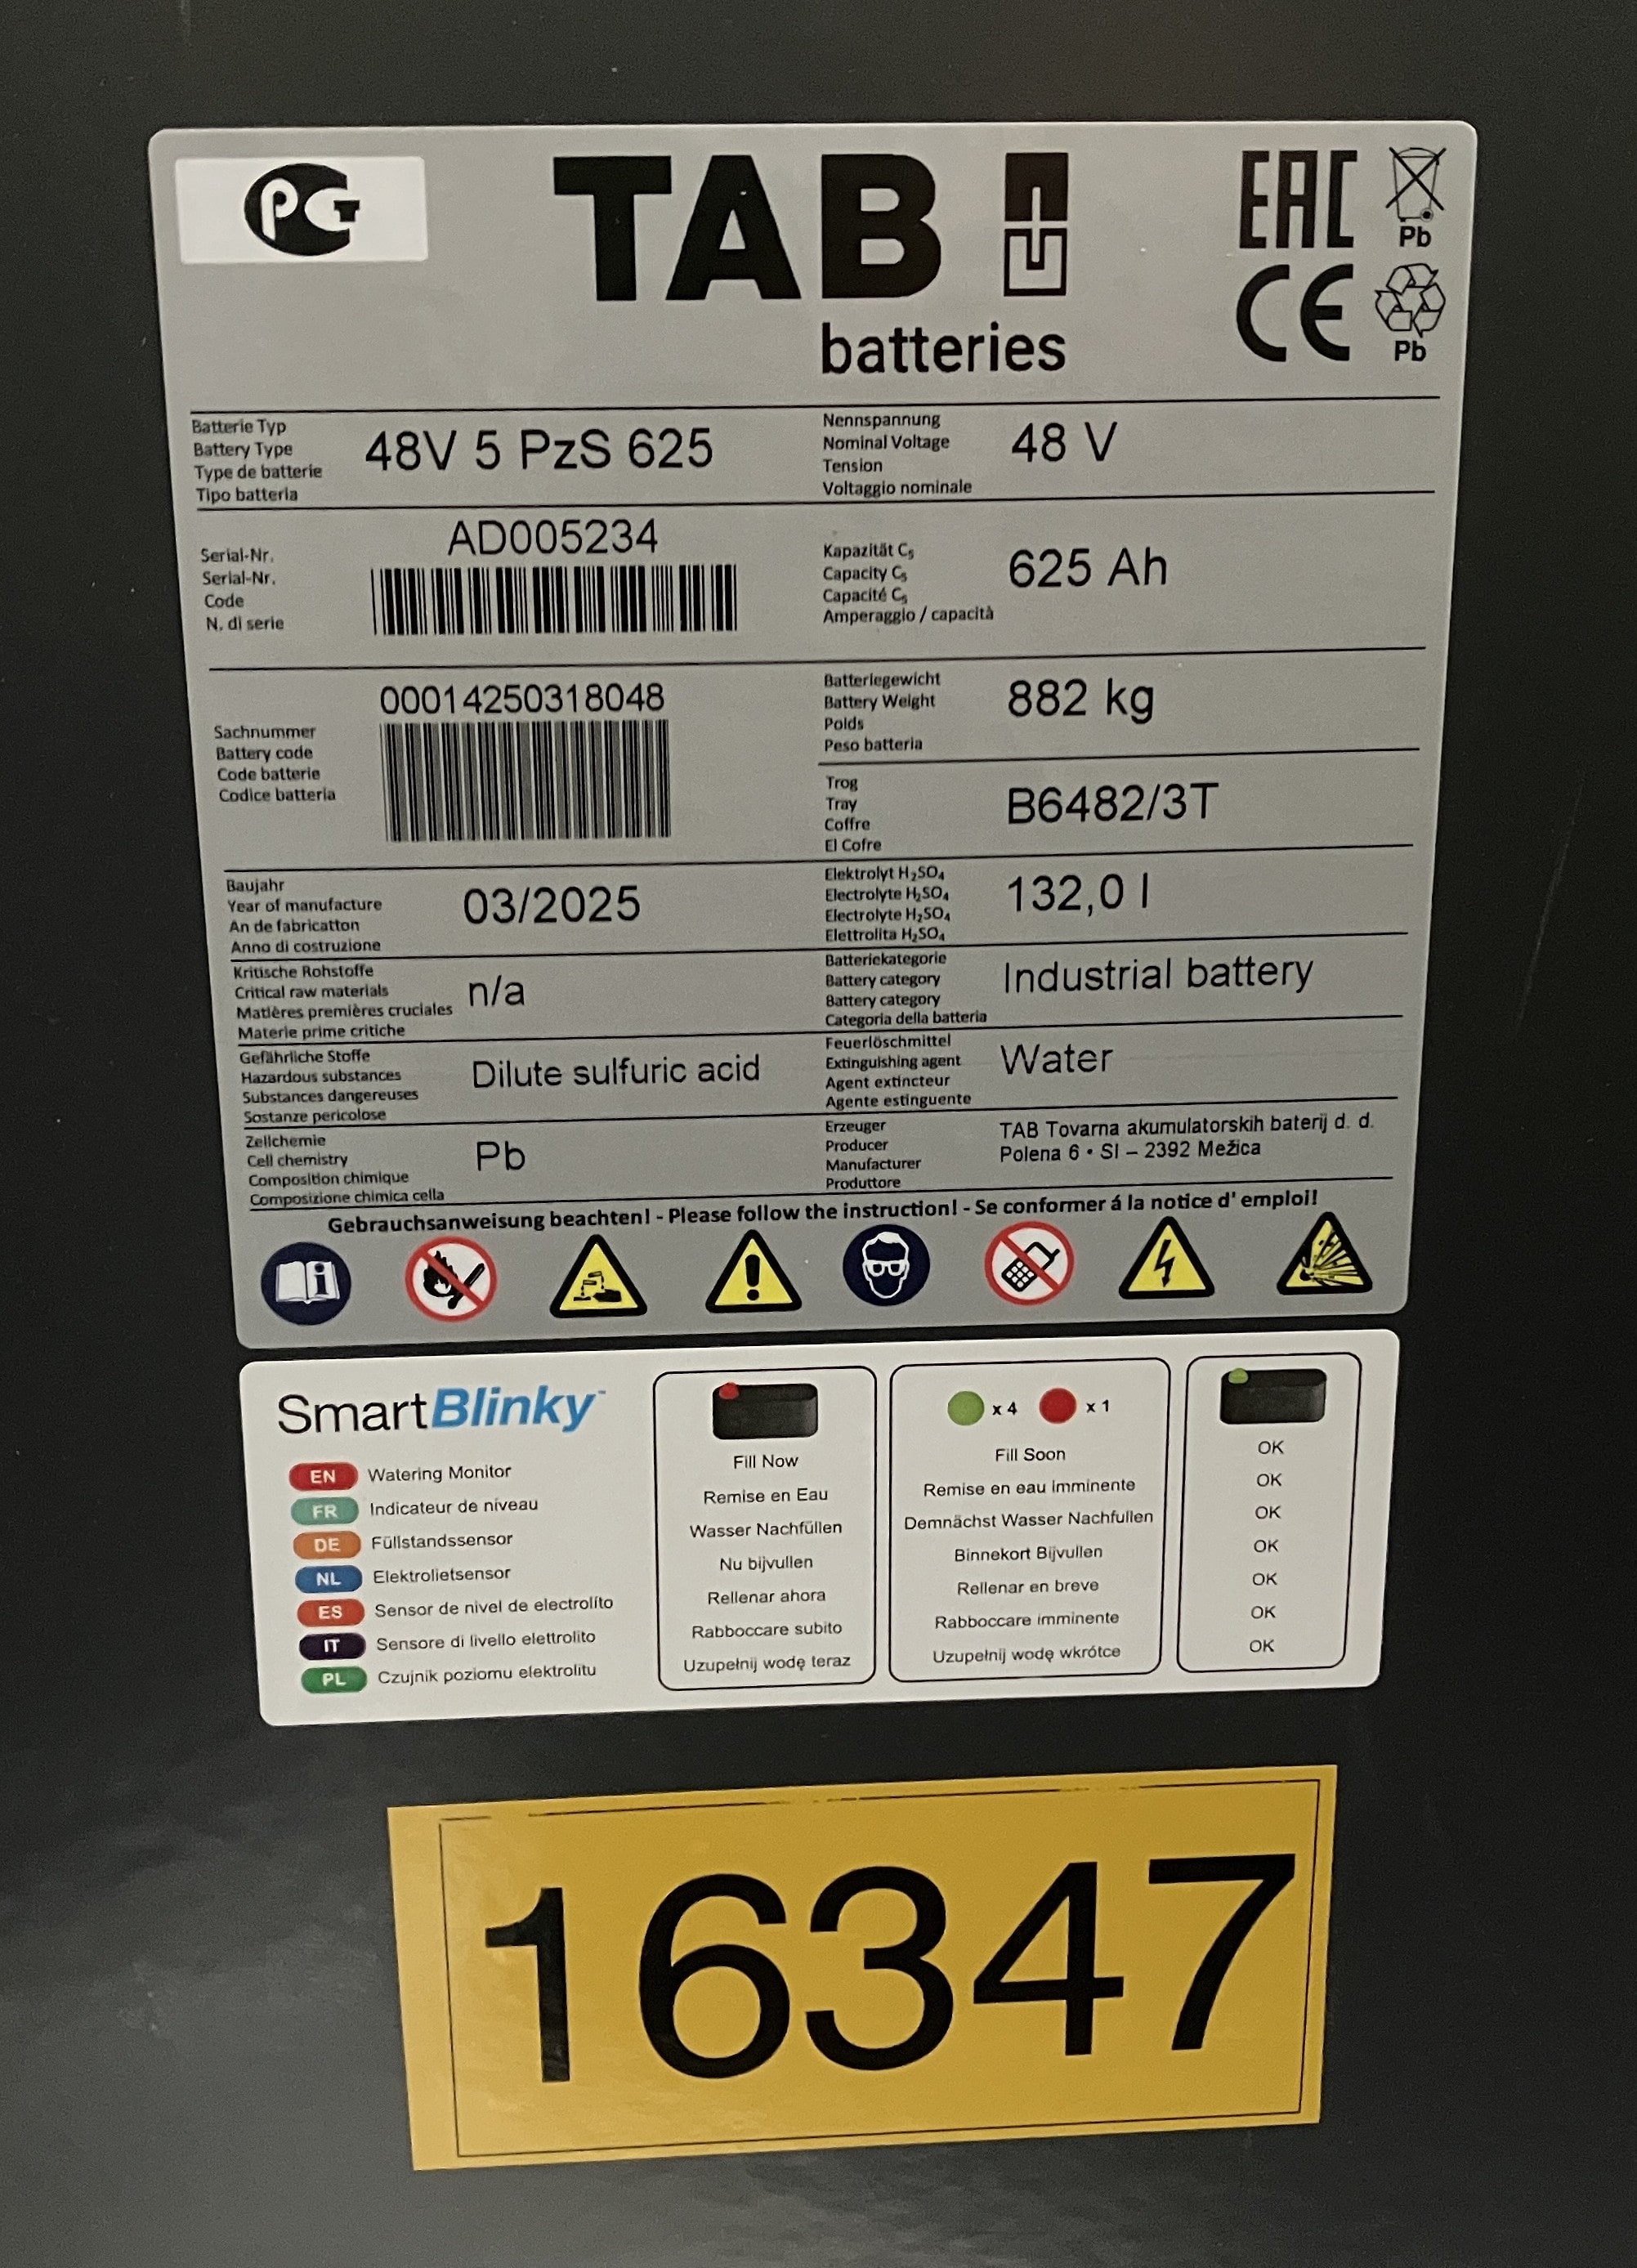 PCT
TAB
batteries
EAC
Pb
CE
Pb
Batterie Typ
Battery Type
Type de batterie
Tipo batteria
48V 5 PzS 625
Nennspannung
Nominal Voltage
Tension
Voltaggio nominale
48 V
Serial-Nr.
Serial-Nr.
Code
N. di serie
AD005234
Kapazität C₅
Capacity C₅
Capacité C₅
Amperaggio / capacità
625 Ah
Sachnummer
Battery code
Code batterie
Codice batteria
00014250318048
Batteriegewicht
Battery Weight
Polds
Peso batteria
882 kg
Trog
Tray
Coffre
El Cofre
B6482/3T
Baujahr
Year of manufacture
An de fabricatton
Anno di costruzione
03/2025
Elektrolyt H₂SO₄
Electrolyte H₂SO₄
Electrolyte H₂SO₄
Elettrolita H₂SO₄
132,0 l
Kritische Rohstoffe
Critical raw materials
Matières premières cruciales
Materie prime critiche
n/a
Batteriekategorie
Battery category
Battery category
Categoria della batteria
Industrial battery
Gefährliche Stoffe
Hazardous substances
Substances dangereuses
Sostanze pericolose
Dilute sulfuric acid
Feuerlöschmittel
Extinguishing agent
Agent extincteur
Agente estinguente
Water
Zellchemie
Cell chemistry
Composition chimique
Composizione chimica cella
Pb
Erzeuger
Producer
Manufacturer
Produttore
TAB Tovarna akumulatorskih baterij d. d.
Polena 6 • SI – 2392 Mežica
Gebrauchsanweisung beachten! - Please follow the instruction! - Se conformer á la notice d' emploi!
SmartBlinky™
EN Watering Monitor
FR Indicateur de niveau
DE Füllstandssensor
NL Elektrolietsensor
ES Sensor de nivel de electrolito
IT Sensore di livello elettrolito
PL Czujnik poziomu elektrolitu
Fill Now
Remise en Eau
Wasser Nachfüllen
Nu bijvullen
Rellenar ahora
Rabboccare subito
Uzupełnij wodę teraz
x 4 x 1
Fill Soon
Remise en eau imminente
Demnächst Wasser Nachfullen
Binnekort Bijvullen
Rellenar en breve
Rabboccare imminente
Uzupełnij wodę wkrótce
OK
OK
OK
OK
OK
OK
OK
16347